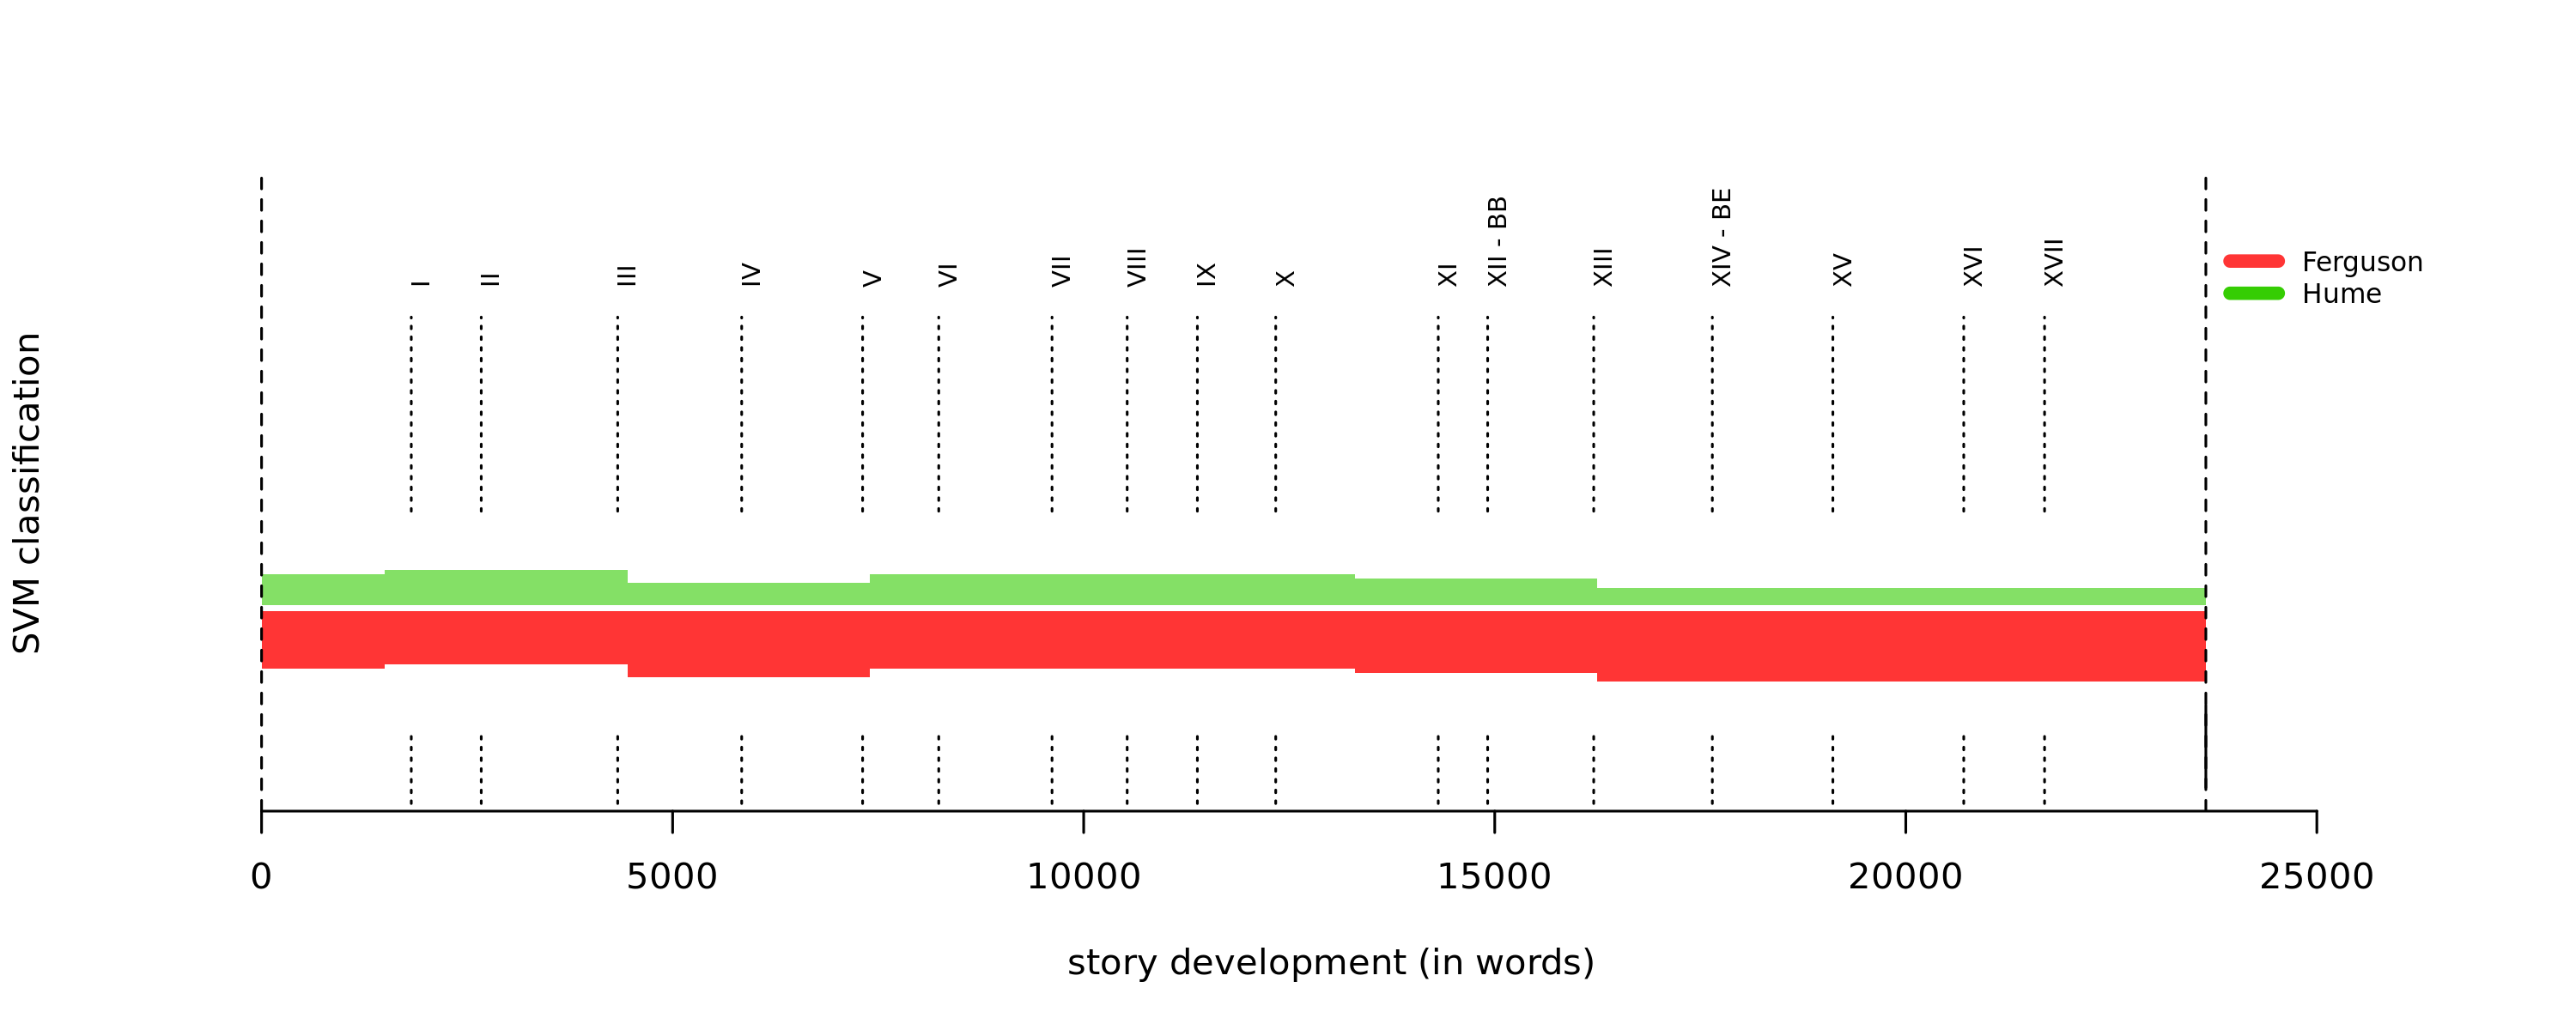 I
II
III
IV
V
VI
VII
VIII
IX
X
XI
XII - BB
XIII
XIV - BE
XV
XVI
XVII
Ferguson
Hume
SVM classification
0 5000 10000 15000 20000 25000
story development (in words)